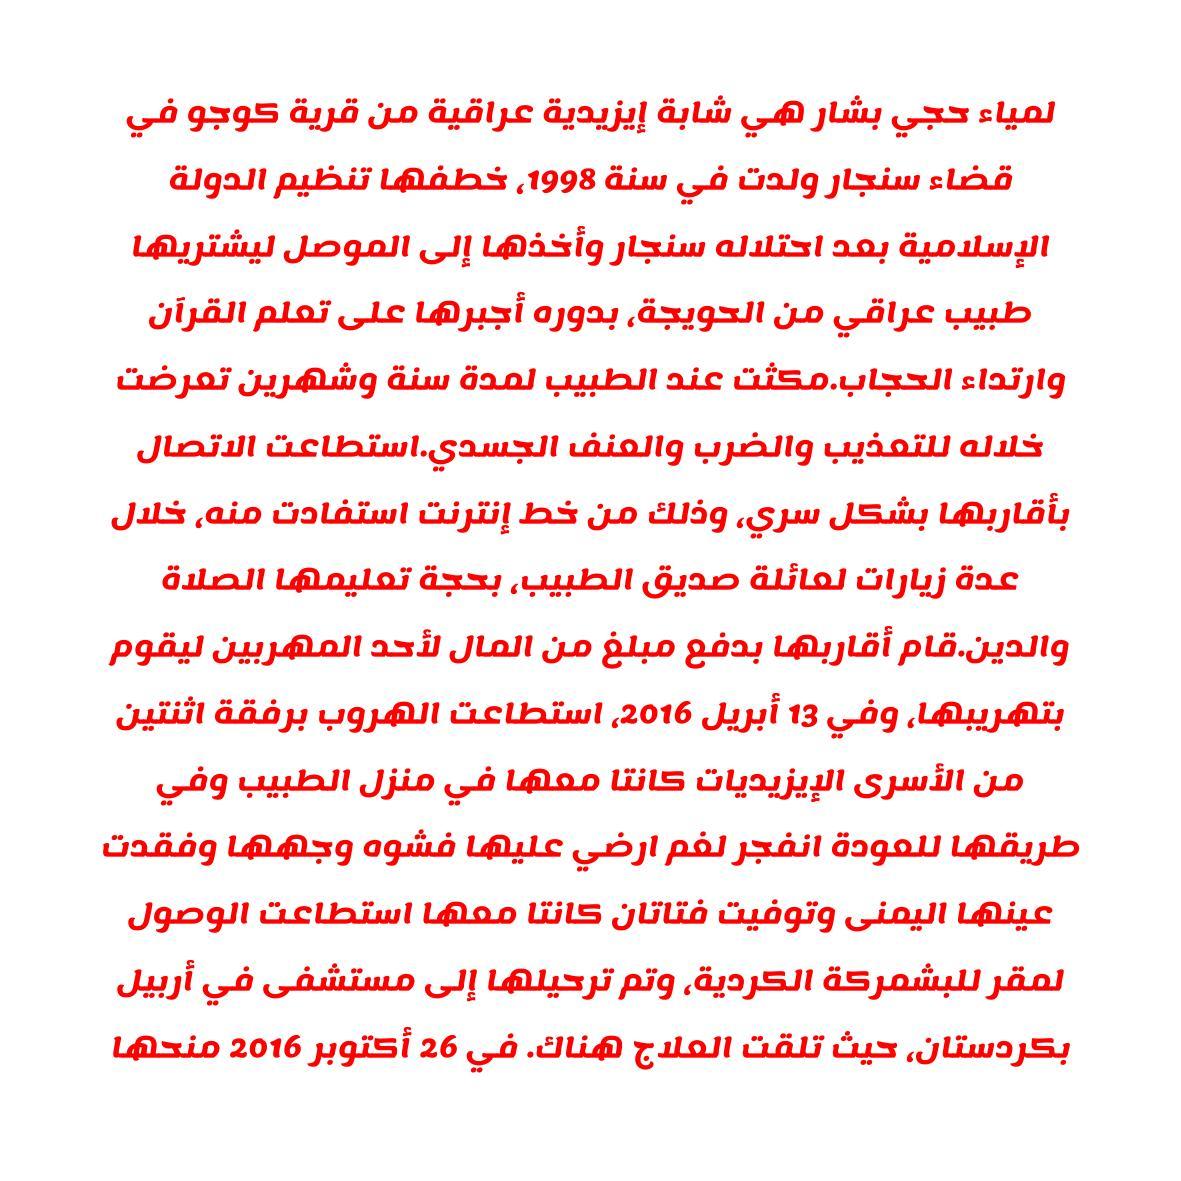 لمياء حجي بشار هي شابة إيزيدية عراقية من قرية كوجو في
قضاء سنجار ولدت في سنة 1998، خطفها تنظيم الدولة
الإسلامية بعد احتلاله سنجار وأخذها إلى الموصل ليشتريها
طبيب عراقي من الحويجة، بدوره أجبرها على تعلم القرآن
وارتداء الحجاب.مكثت عند الطبيب لمدة سنة وشهرين تعرضت
خلاله للتعذيب والضرب والعنف الجسدي.استطاعت الاتصال
بأقاربها بشكل سري، وذلك من خط إنترنت استفادت منه، خلال
عدة زيارات لعائلة صديق الطبيب، بحجة تعليمها الصلاة
والدين.قام أقاربها بدفع مبلغ من المال لأحد المهربين ليقوم
بتهريبها، وفي 13 أبريل 2016، استطاعت الهروب برفقة اثنتين
من الأسرى الإيزيديات كانتا معها في منزل الطبيب وفي
طريقها للعودة انفجر لغم ارضي عليها فشوه وجهها وفقدت
عينها اليمنى وتوفيت فتاتان كانتا معها استطاعت الوصول
لمقر للبشمركة الكردية، وتم ترحيلها إلى مستشفى في أربيل
بكردستان، حيث تلقت العلاج هناك. في 26 أكتوبر 2016 منحها